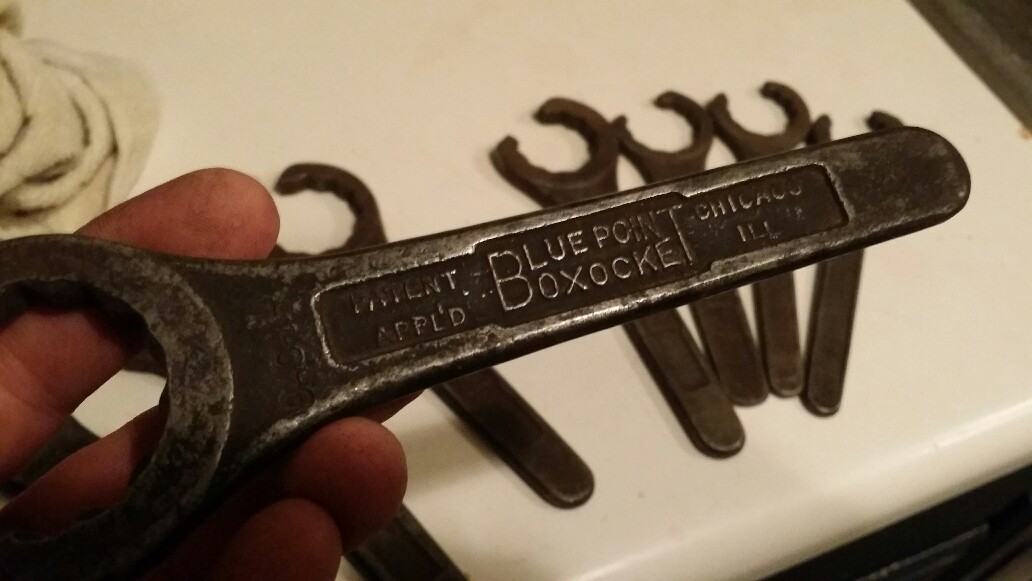 PATENT
APPL'D
BLUE POINT
BOXOCKET
CHICAGO
ILL